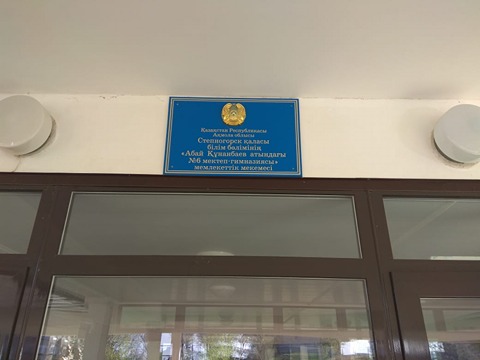 Қазақстан Республикасы
Ақмола облысы
Степногорск қаласы
білім бөлімінің
«Абай Құнанбаев атындағы
№6 мектеп-гимназиясы»
мемлекеттік мекемесі